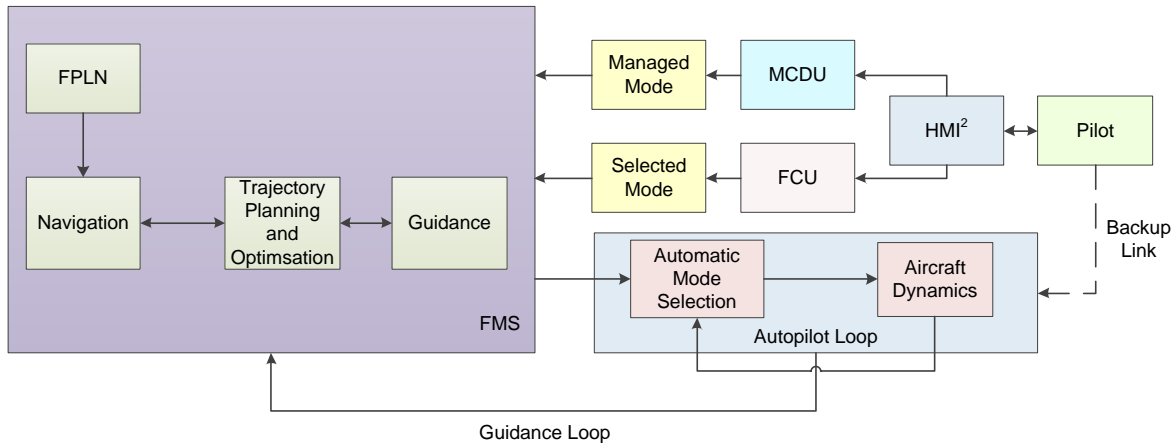 FPLN
Navigation
Trajectory
Planning
and
Optimsation
Guidance
FMS
Managed
Mode
MCDU
HMI²
Pilot
Selected
Mode
FCU
Backup
Link
Automatic
Mode
Selection
Aircraft
Dynamics
Autopilot Loop
Guidance Loop